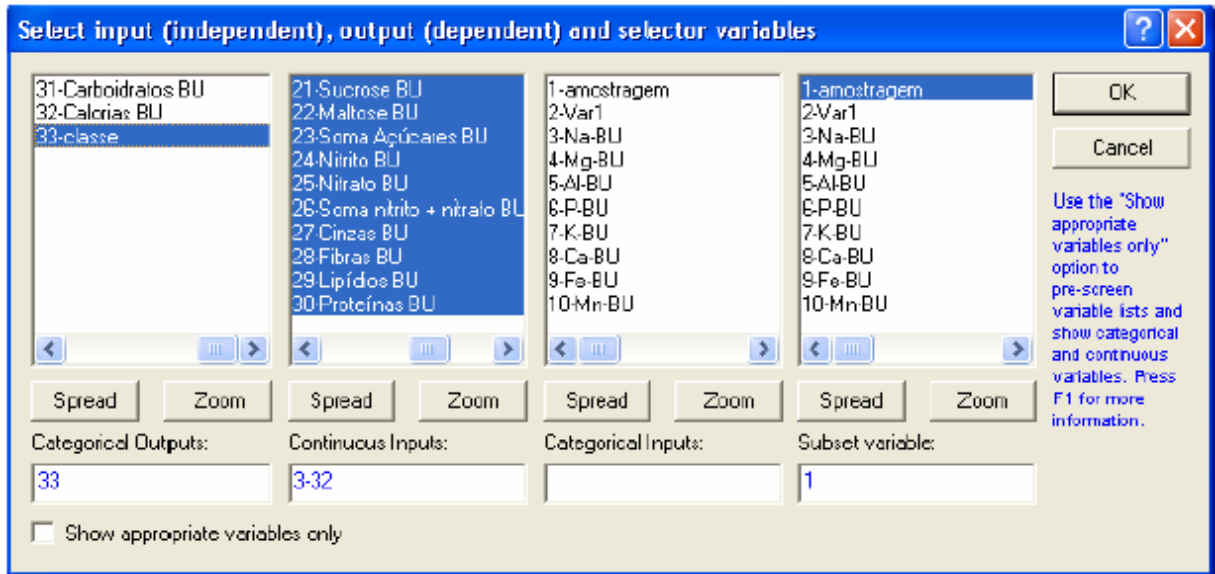 Select input (independent), output (dependent) and selector variables
31-Carboidratos BU
32-Calorias BU
33-classe
21-Sucrose BU
22-Maltose BU
23-Soma Açúcares BU
24-Nitrito BU
25-Nitrato BU
26-Soma nitrito + nitrato BU
27-Cinzas BU
28-Fibras BU
29-Lipídios BU
30-Proteínas BU
1-amostragem
2-Var1
3-Na-BU
4-Mg-BU
5-Al-BU
6-P-BU
7-K-BU
8-Ca-BU
9-Fe-BU
10-Mn-BU
1-amostragem
2-Var1
3-Na-BU
4-Mg-BU
5-Al-BU
6-P-BU
7-K-BU
8-Ca-BU
9-Fe-BU
10-Mn-BU
OK
Cancel
Use the "Show
appropriate
variables only"
option to
pre-screen
variable lists and
show categorical
and continuous
variables. Press
F1 for more
information.
Spread Zoom Spread Zoom Spread Zoom Spread Zoom
Categorical Outputs: Continuous Inputs: Categorical Inputs: Subset variable:
33 3-32 1
Show appropriate variables only